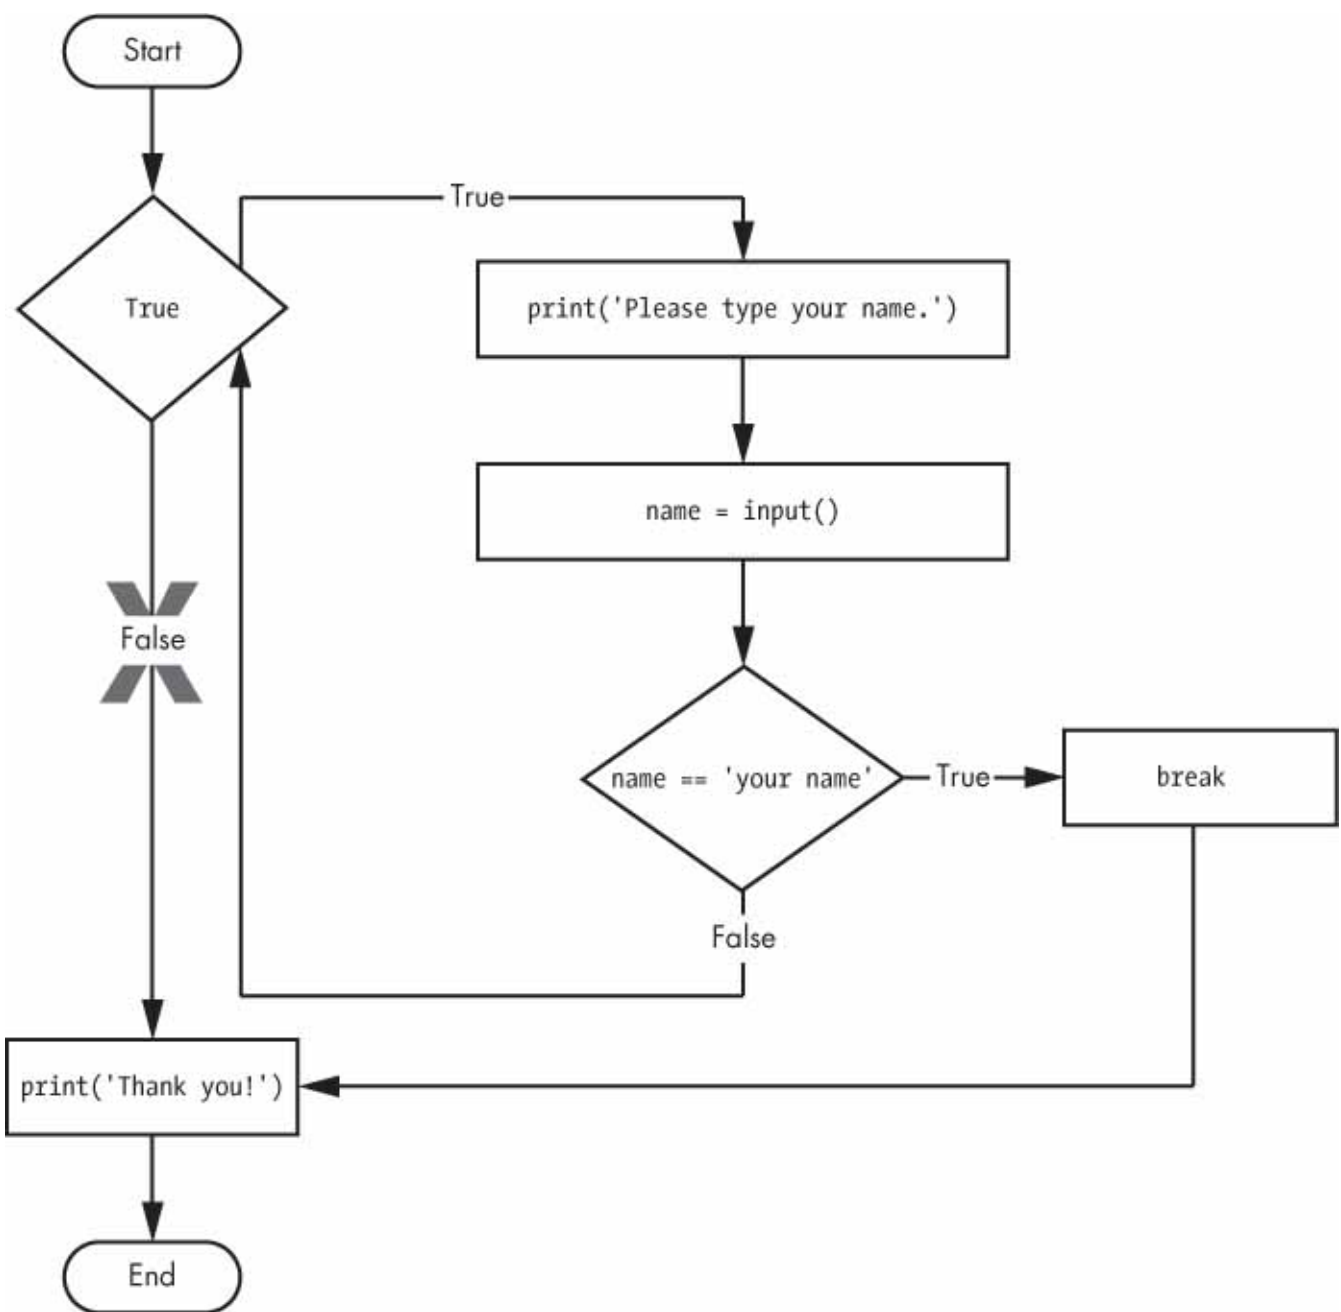 Start
True
True
print('Please type your name.')
name = input()
False
name == 'your name'
True
break
False
print('Thank you!')
End